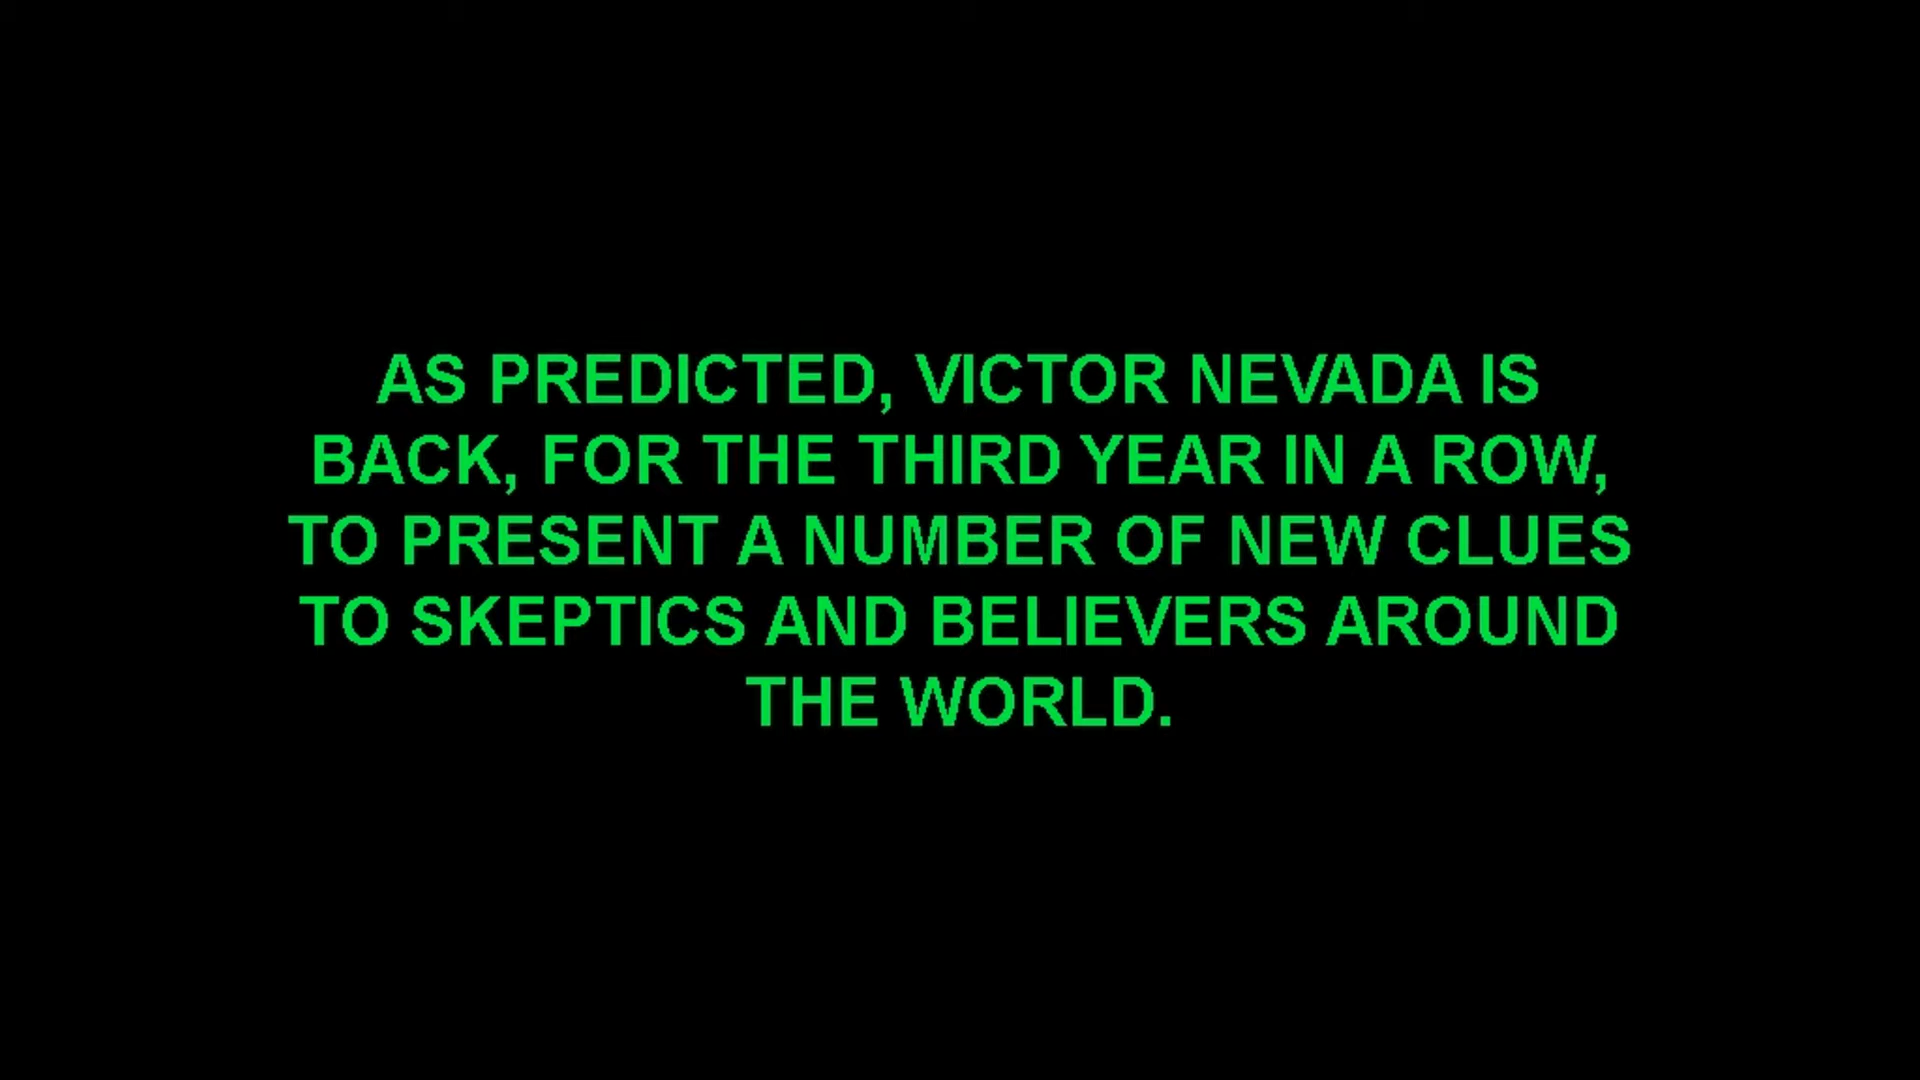 AS PREDICTED, VICTOR NEVADA IS
BACK, FOR THE THIRD YEAR IN A ROW,
TO PRESENT A NUMBER OF NEW CLUES
TO SKEPTICS AND BELIEVERS AROUND
THE WORLD.